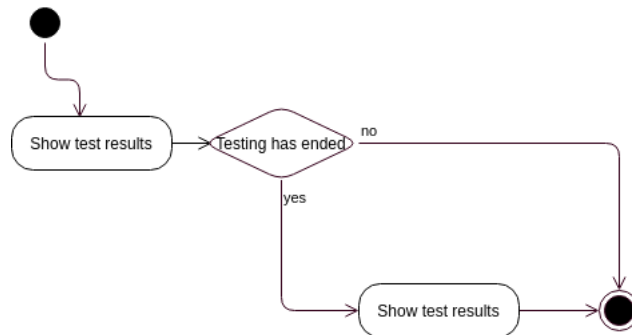 Show test results
Testing has ended
no
yes
Show test results